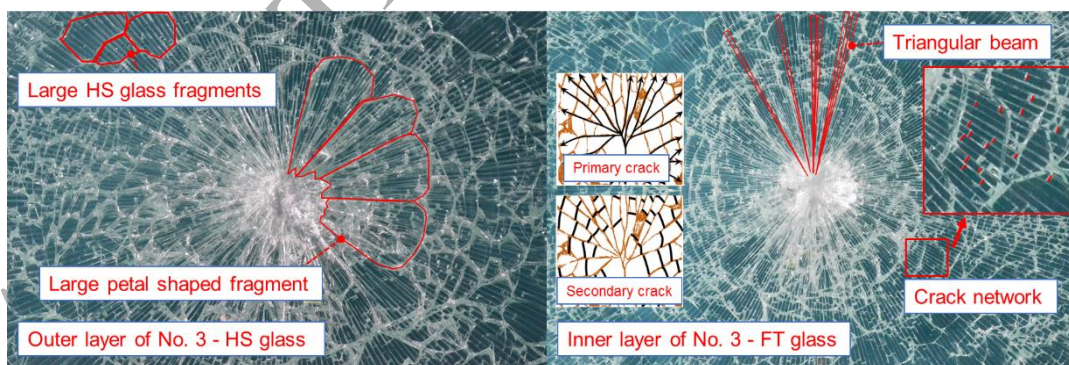 Large HS glass fragments
Large petal shaped fragment
Outer layer of No. 3 - HS glass
Triangular beam
Primary crack
Secondary crack
Crack network
Inner layer of No. 3 - FT glass